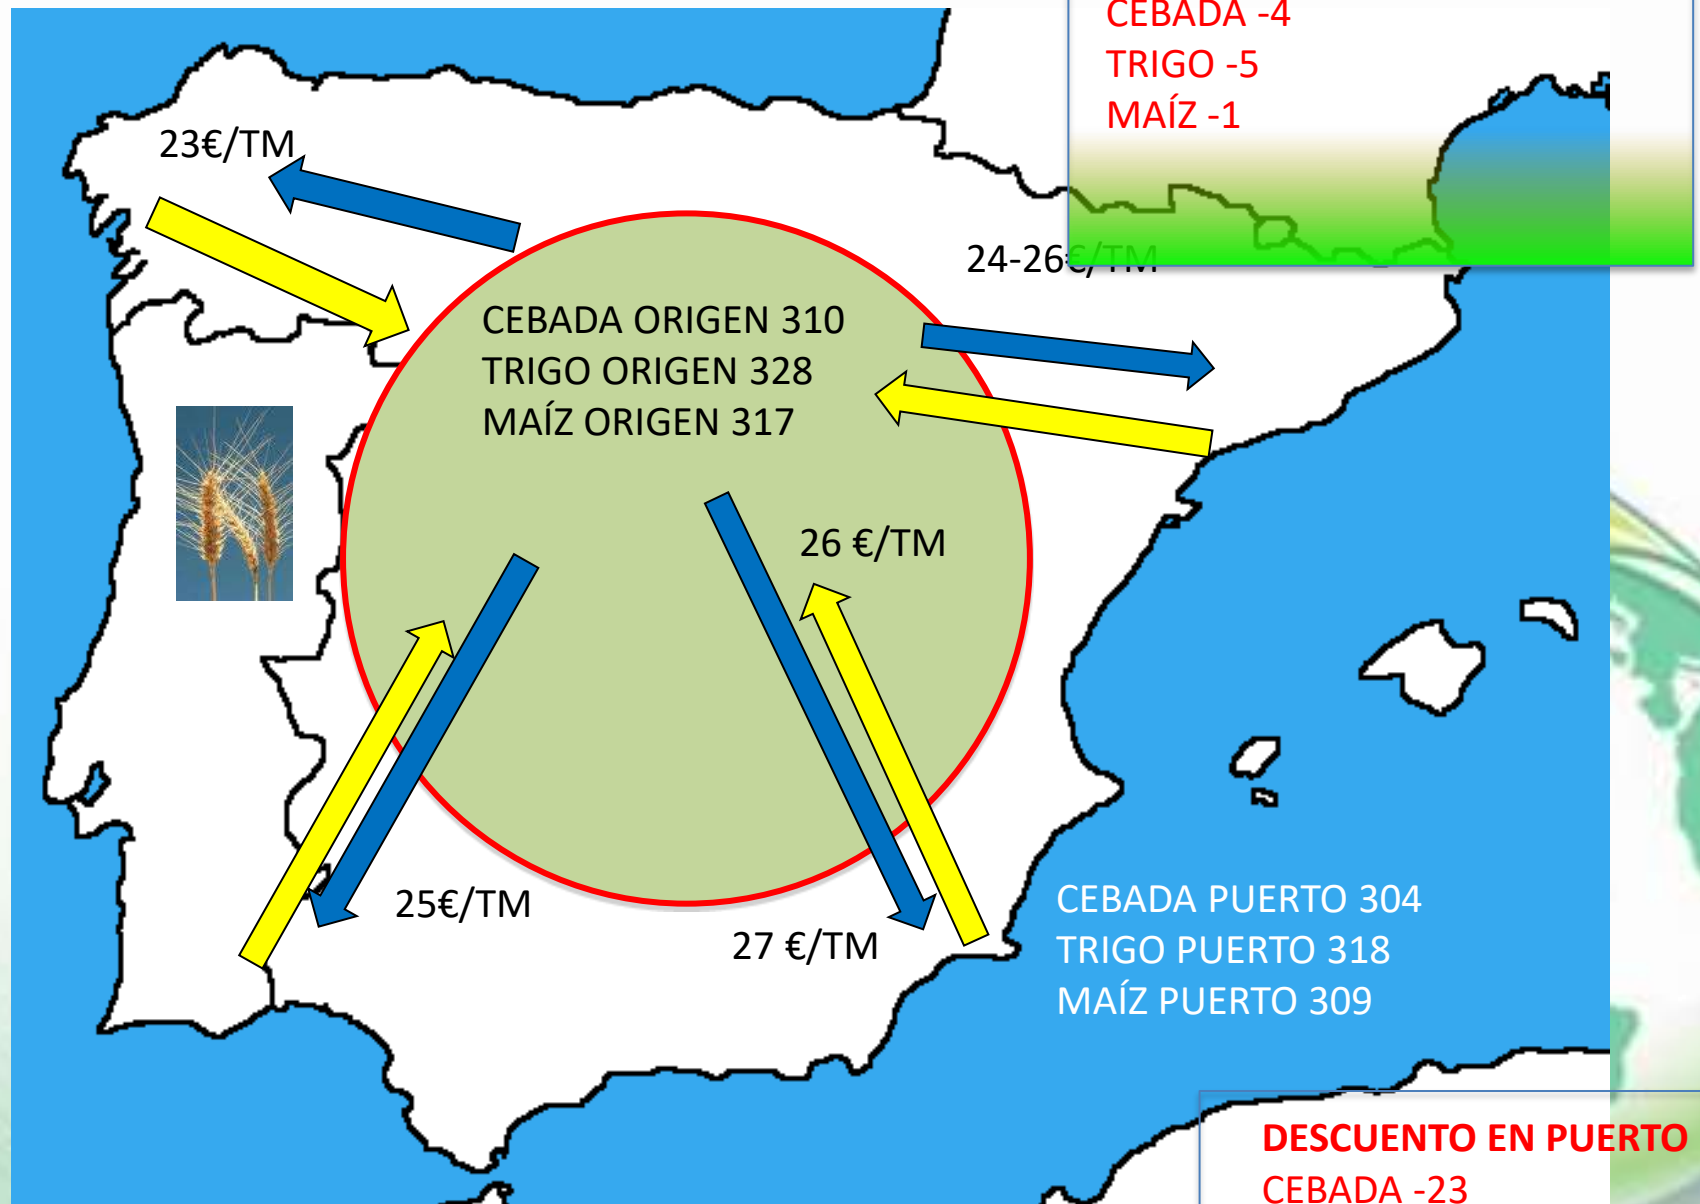 CEBADA -4
TRIGO -5
MAÍZ -1
23€/TM
24-26€/TM
CEBADA ORIGEN 310
TRIGO ORIGEN 328
MAÍZ ORIGEN 317
26 €/TM
25€/TM
27 €/TM
CEBADA PUERTO 304
TRIGO PUERTO 318
MAÍZ PUERTO 309
DESCUENTO EN PUERTO
CEBADA -23